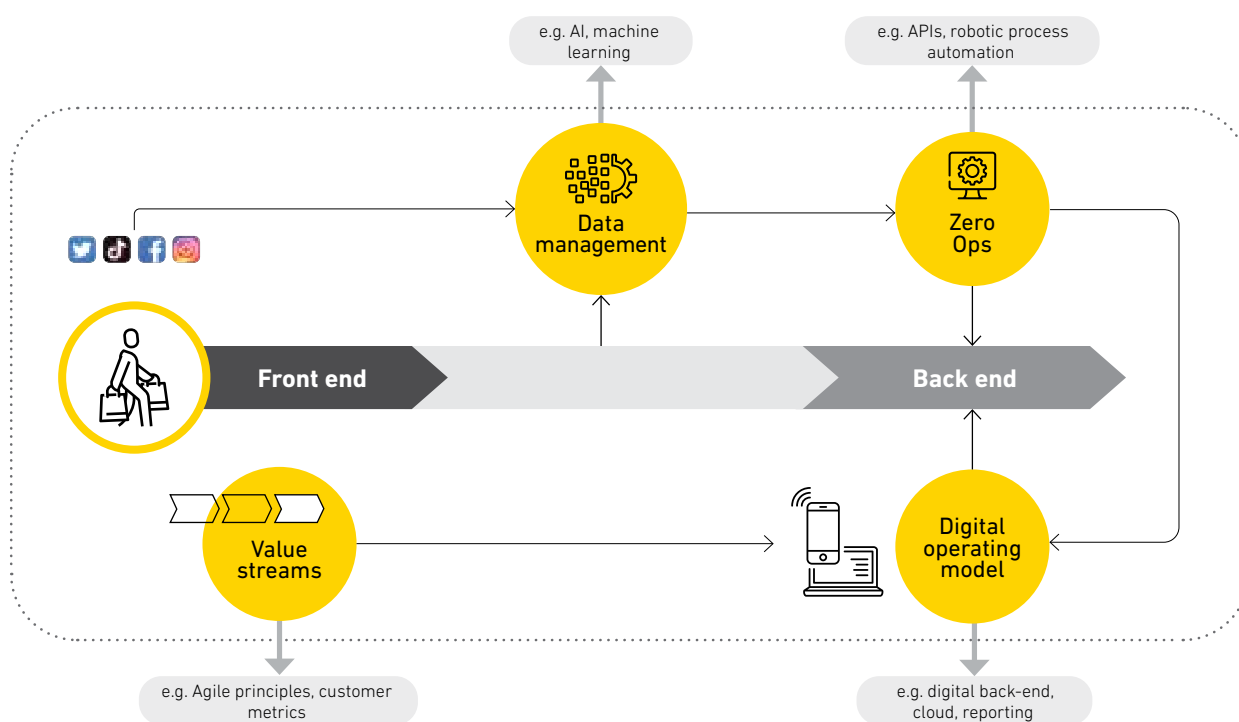 e.g. AI, machine
learning
e.g. APIs, robotic process
automation
Data
management
Zero
Ops
Front end
Back end
Value
streams
Digital
operating
model
e.g. Agile principles, customer
metrics
e.g. digital back-end,
cloud, reporting